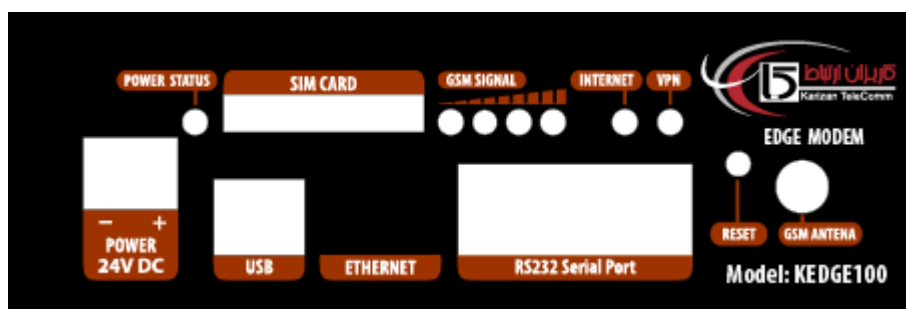 POWER STATUS
SIM CARD
GSM SIGNAL
INTERNET
VPN
کاربران ارتباط
Karizan TeleComm
EDGE MODEM
− +
POWER
24V DC
USB
ETHERNET
RS232 Serial Port
RESET
GSM ANTENA
Model: KEDGE100